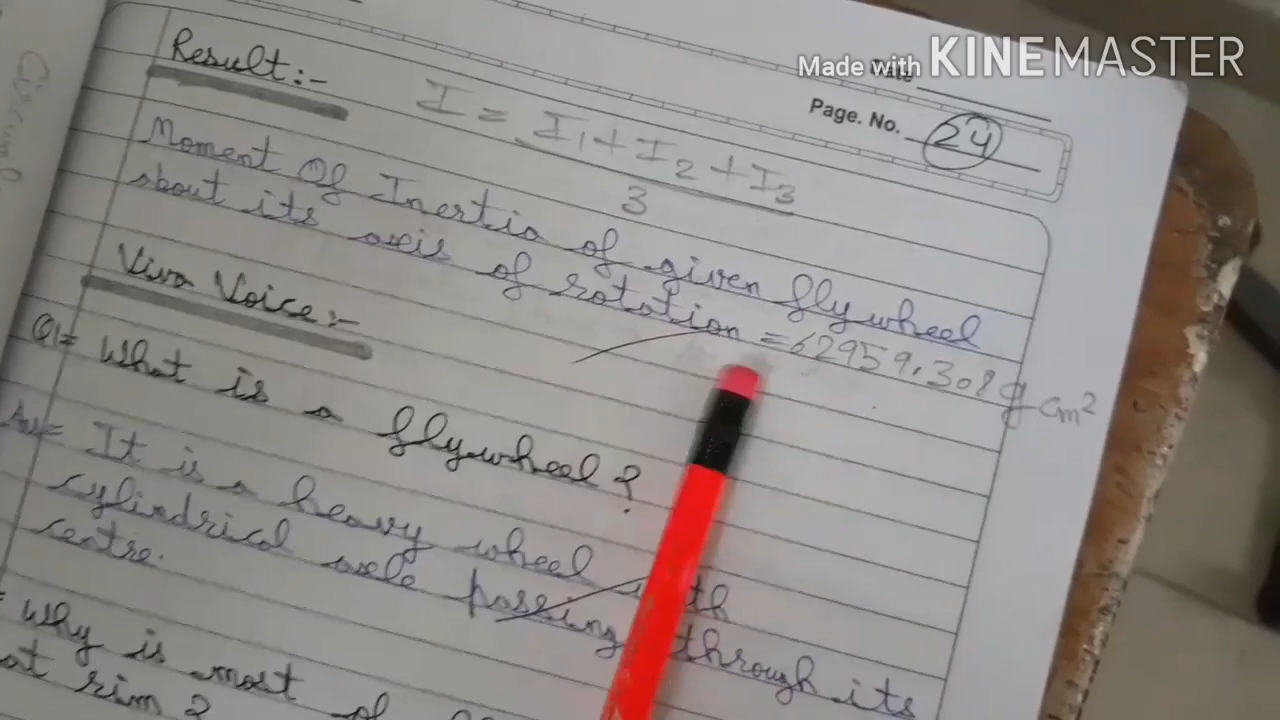 Made with KINEMASTER
Page. No. 24
Result:-
I = I1 + I2 + I3
3
Moment Of Inertia of given flywheel
about its axis of rotation = 62959.308 g cm²
Viva Voice:-
Q1= What is a flywheel?
Ans= It is a heavy wheel with
cylindrical axle passing through its
centre.
= Why is most of
at rim ?